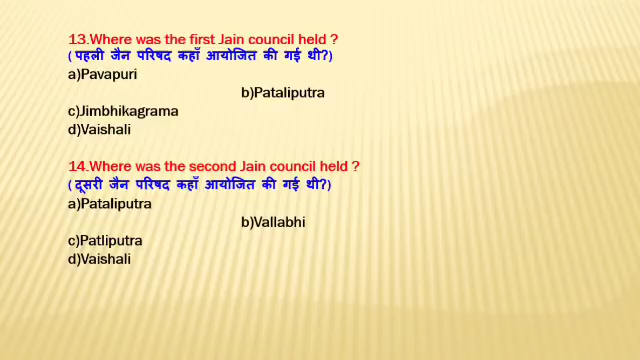 13.Where was the first Jain council held ?
( पहली जैन परिषद कहाँ आयोजित की गई थी?)
a)Pavapuri
b)Pataliputra
c)Jimbhikagrama
d)Vaishali
14.Where was the second Jain council held ?
( दूसरी जैन परिषद कहाँ आयोजित की गई थी?)
a)Pataliputra
b)Vallabhi
c)Patliputra
d)Vaishali